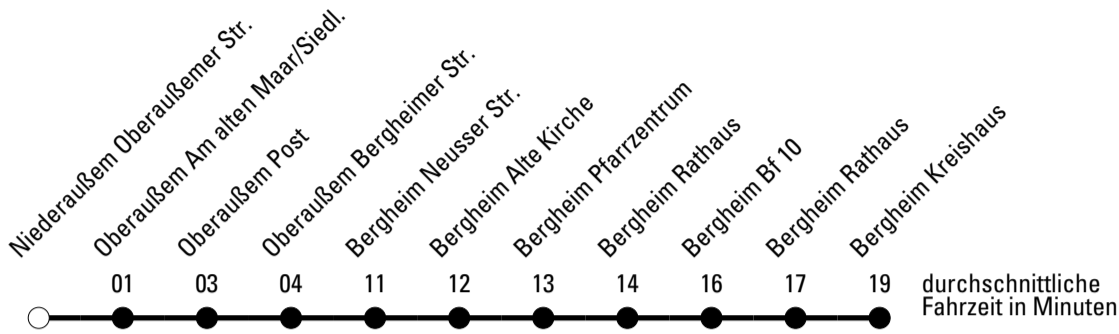 Niederaußem Oberaußemer Str.
Oberaußem Am alten Maar/Siedl.
Oberaußem Post
Oberaußem Bergheimer Str.
Bergheim Neusser Str.
Bergheim Alte Kirche
Bergheim Pfarrzentrum
Bergheim Rathaus
Bergheim Bf 10
Bergheim Rathaus
Bergheim Kreishaus
01 03 04 11 12 13 14 16 17 19
durchschnittliche
Fahrzeit in Minuten